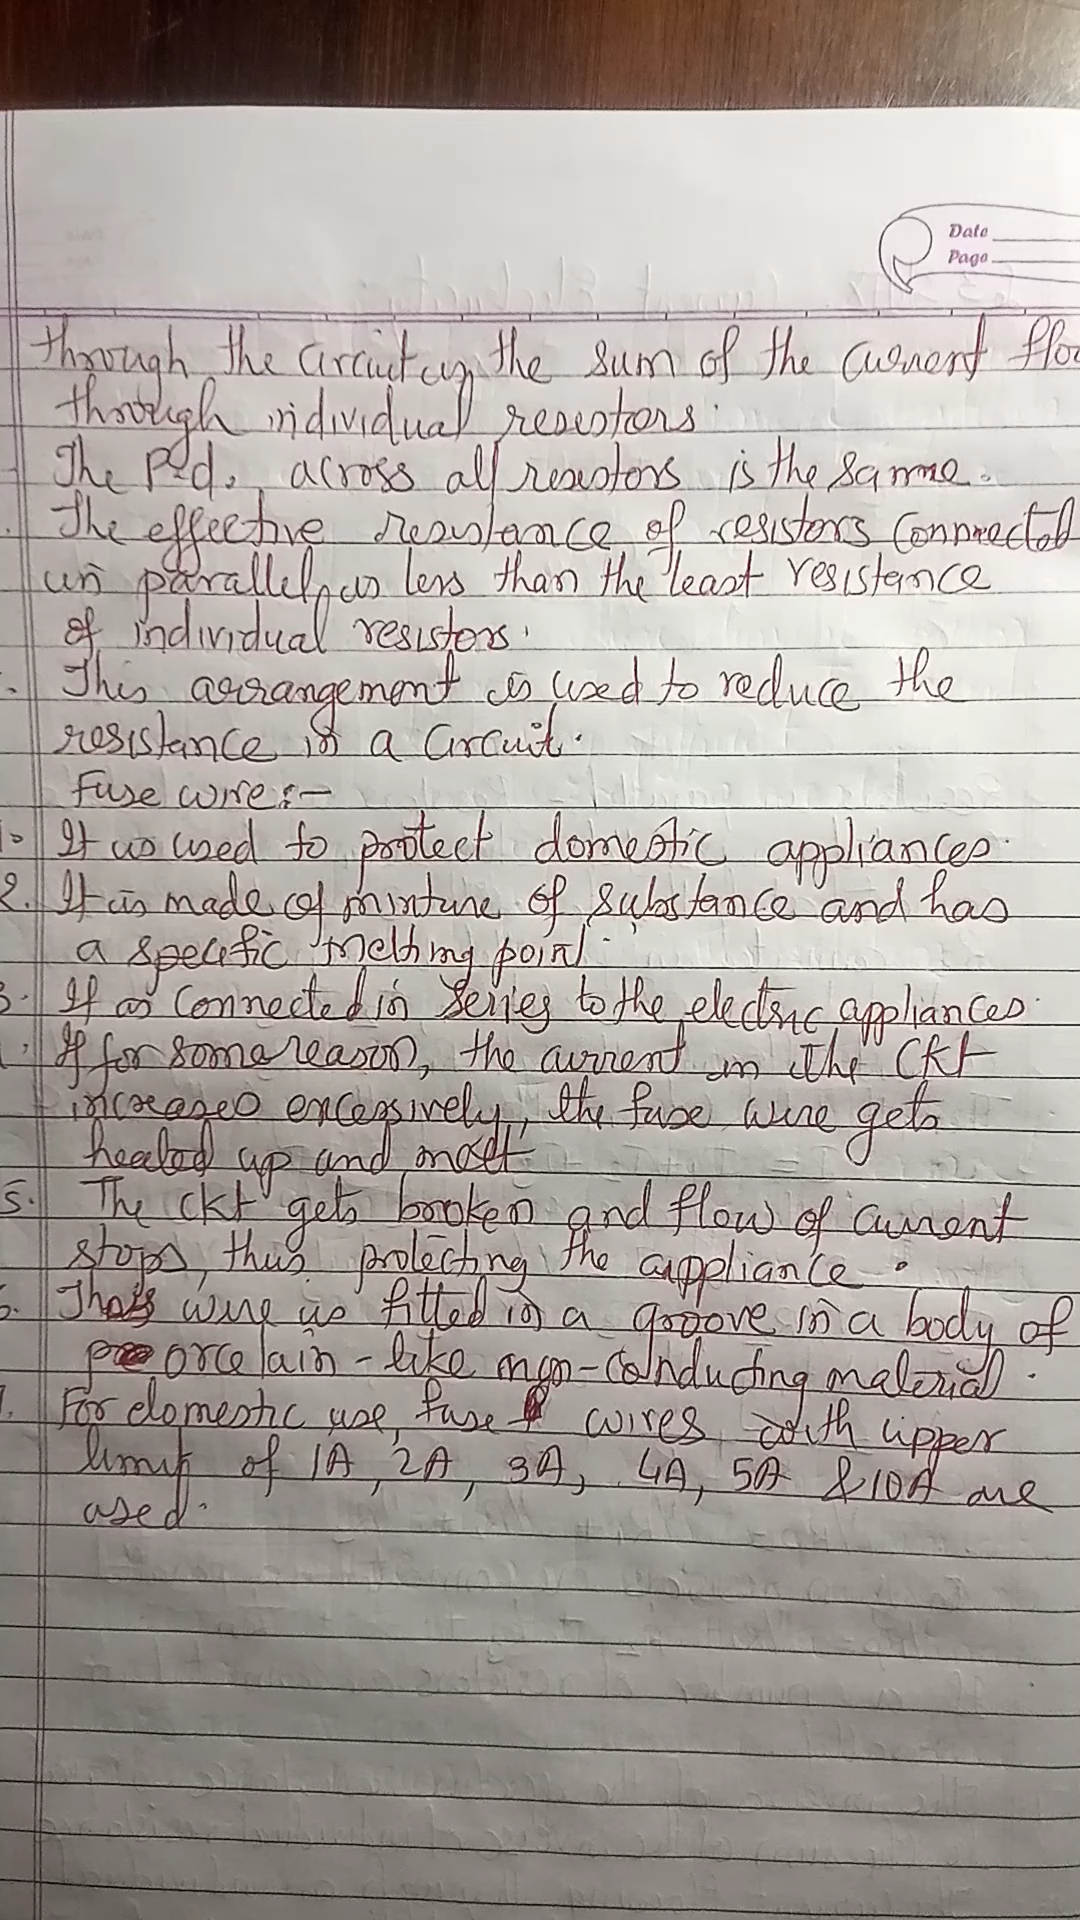 Date
Page
through the circuit is the sum of the current flo
through individual resistors.
The P.d. across all resistors is the same.
The effective resistance of resistors connected
in parallel, is less than the least resistance
of individual resistors.
This arrangement is used to reduce the
resistance in a circuit.
Fuse wire:-
1. It is used to protect domestic appliances.
2. It is made of mixture of substance and has
a specific melting point.
3. It is connected in series to the electric appliances.
If for some reason, the current in the ckt
increases excessively, the fuse wire gets
heated up and melt.
5. The ckt gets broken and flow of current
stops, thus protecting the appliance.
wire is fitted in a groove in a body of
porcelain-like non-conducting material.
For domestic use, fuse wires with upper
limit of 1A, 2A, 3A, 4A, 5A & 10A are
used.